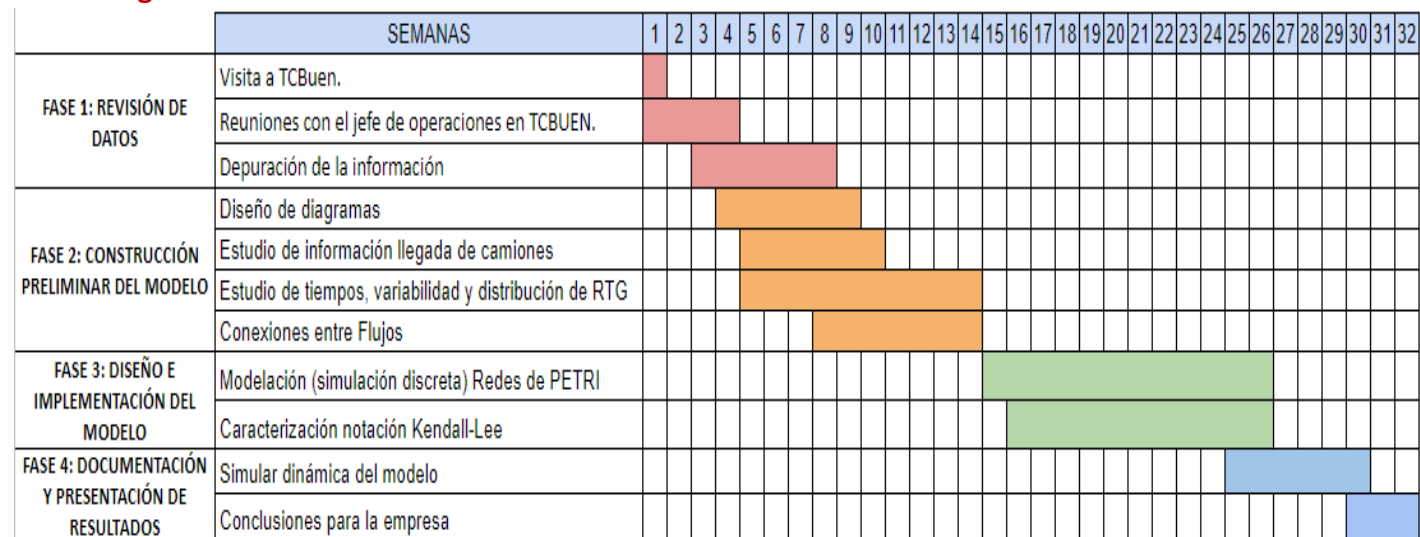 SEMANAS 1 2 3 4 5 6 7 8 9 10 11 12 13 14 15 16 17 18 19 20 21 22 23 24 25 26 27 28 29 30 31 32
FASE 1: REVISIÓN DE
DATOS
Visita a TCBuen.
Reuniones con el jefe de operaciones en TCBUEN.
Depuración de la información
FASE 2: CONSTRUCCIÓN
PRELIMINAR DEL MODELO
Diseño de diagramas
Estudio de información llegada de camiones
Estudio de tiempos, variabilidad y distribución de RTG
Conexiones entre Flujos
FASE 3: DISEÑO E
IMPLEMENTACIÓN DEL
MODELO
Modelación (simulación discreta) Redes de PETRI
Caracterización notación Kendall-Lee
FASE 4: DOCUMENTACIÓN
Y PRESENTACIÓN DE
RESULTADOS
Simular dinámica del modelo
Conclusiones para la empresa